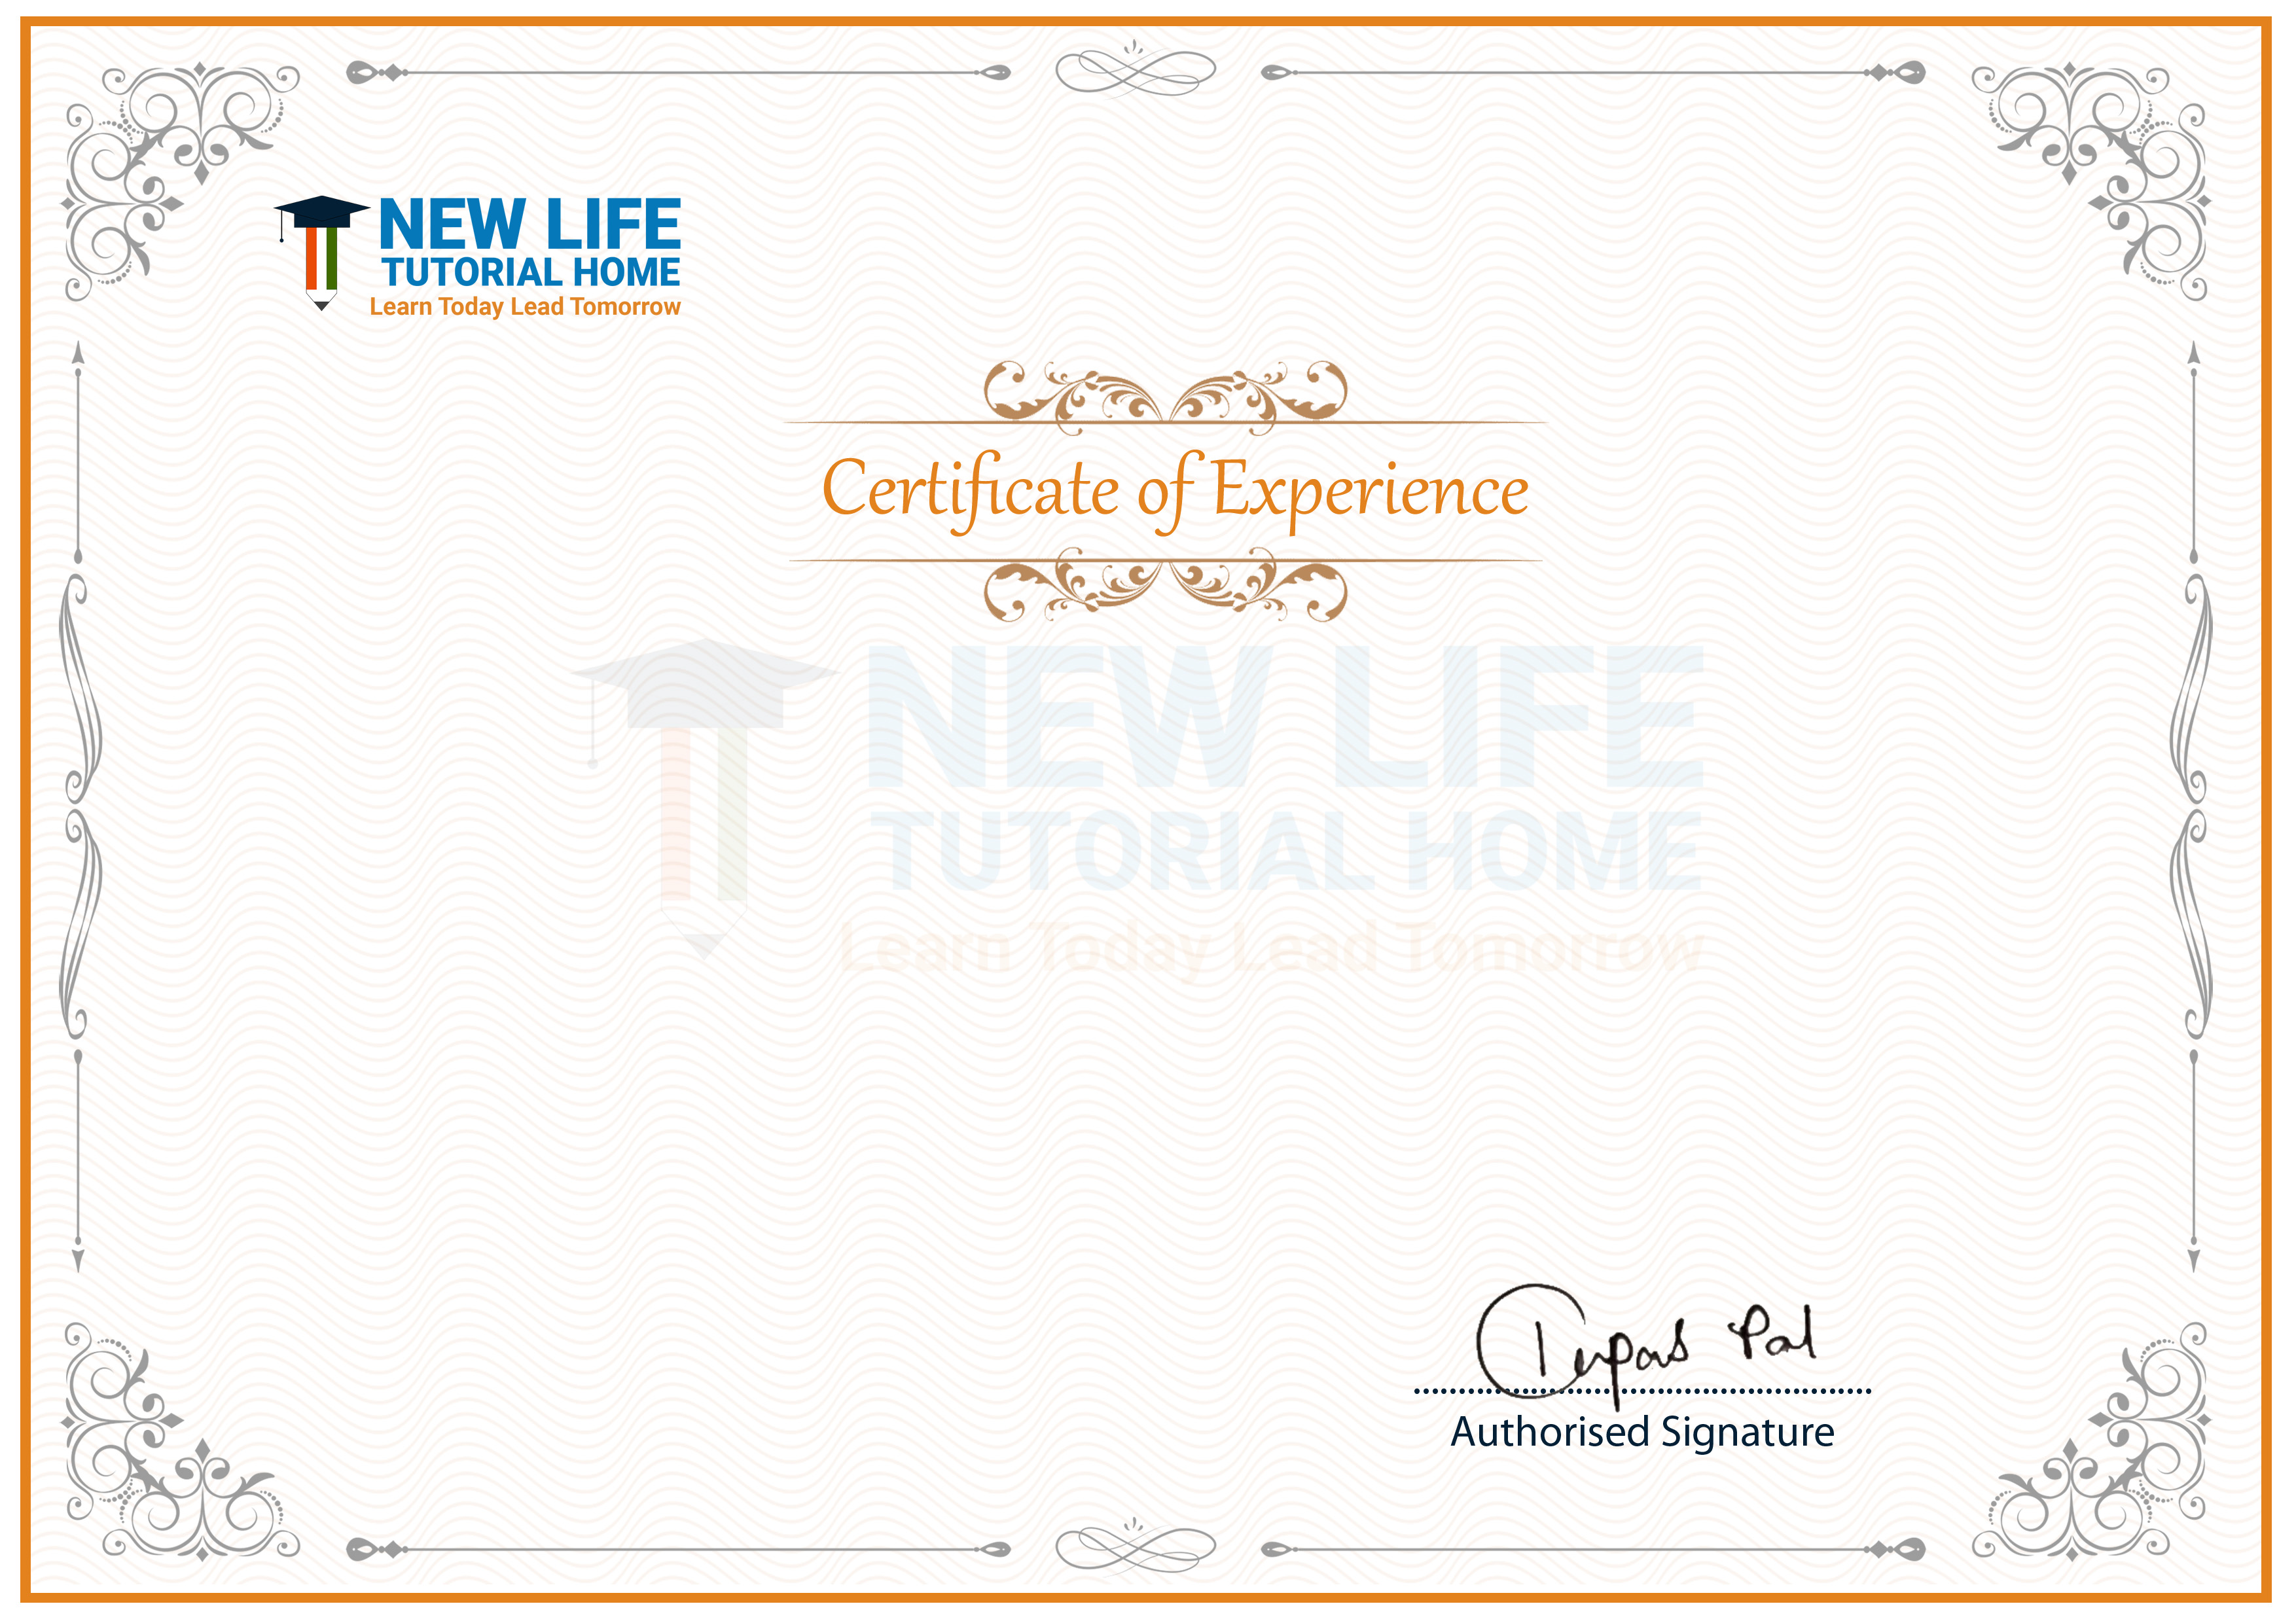 NEW LIFE
TUTORIAL HOME
Learn Today Lead Tomorrow
Certificate of Experience
NEW LIFE
TUTORIAL HOME
Learn Today Lead Tomorrow
Tapas Pal
Authorised Signature